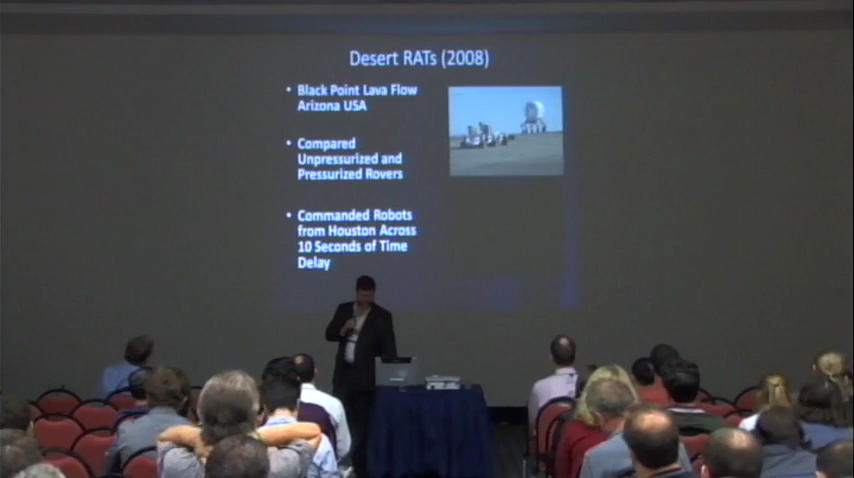 Desert RATs (2008)
• Black Point Lava Flow
Arizona USA
• Compared
Unpressurized and
Pressurized Rovers
• Commanded Robots
from Houston Across
10 Seconds of Time
Delay